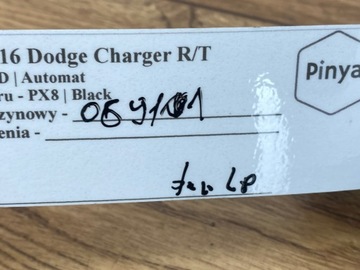 16 Dodge Charger R/T
D | Automat
ru - PX8 | Black
zynowy -
enia -
Pinya